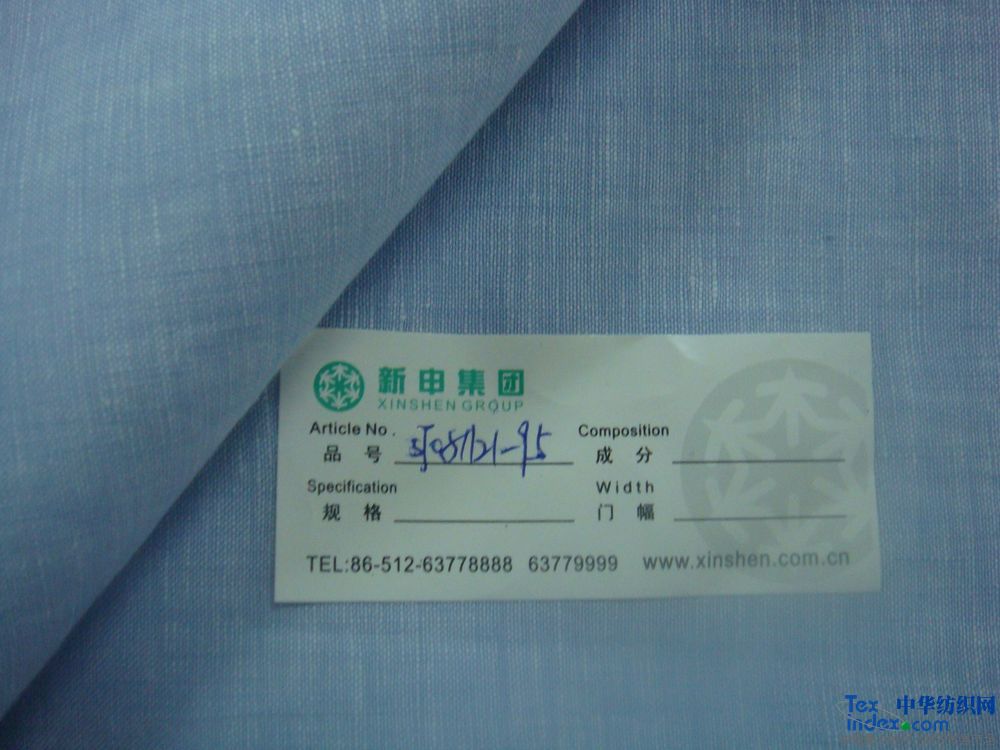 新申集团
XINSHEN GROUP
Article No. Composition
品 号 成 分
Specification Width
规 格 门 幅
TEL:86-512-63778888 63779999 www.xinshen.com.cn
Tex 中华纺织网
index.com